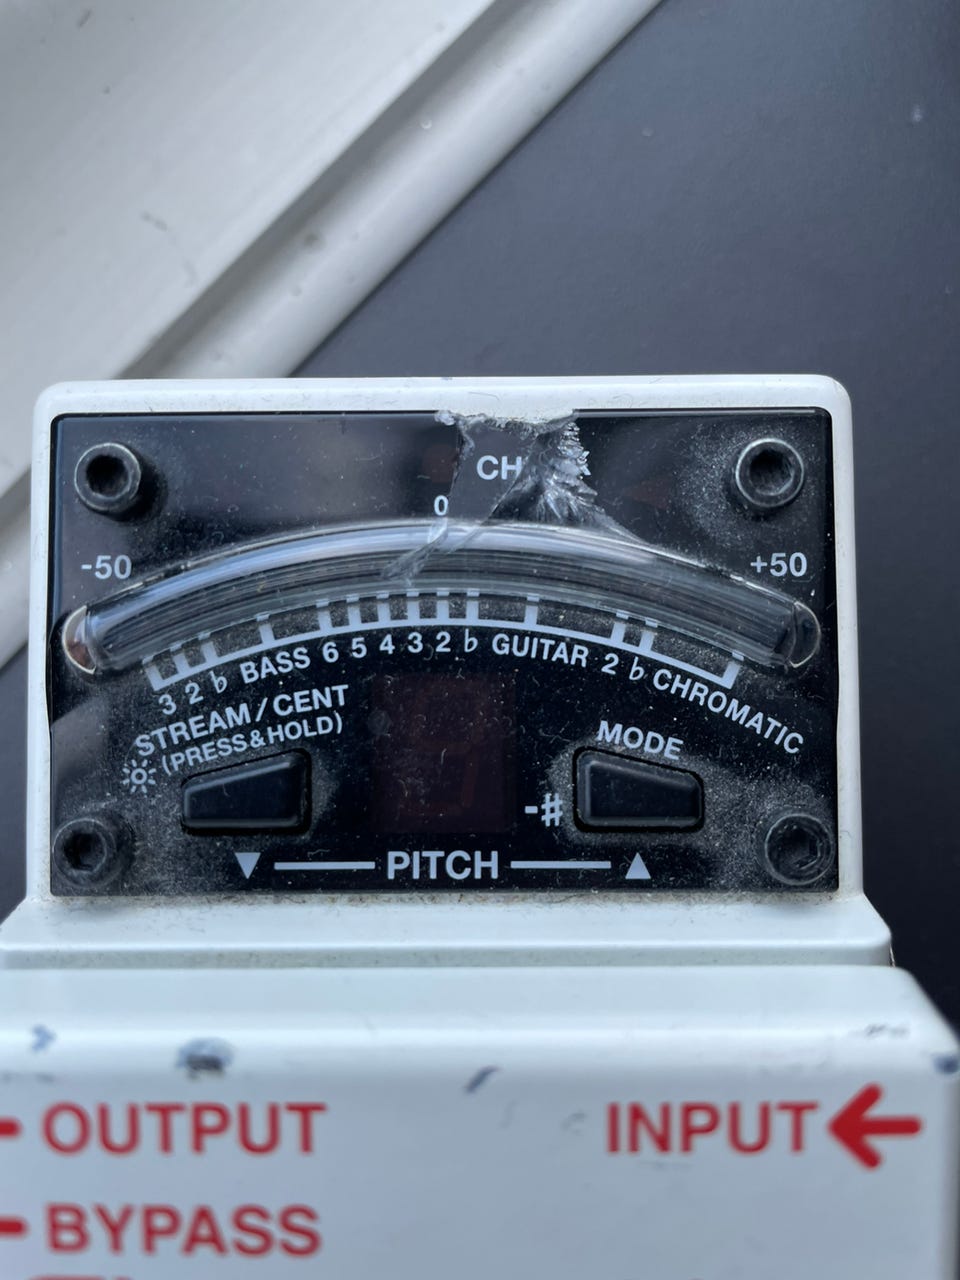 CH
0
-50 +50
3 2 ♭ BASS 6 5 4 3 2 ♭ GUITAR 2 ♭ CHROMATIC
STREAM/CENT
(PRESS&HOLD)
MODE
-#
▼ PITCH ▲
OUTPUT INPUT
BYPASS